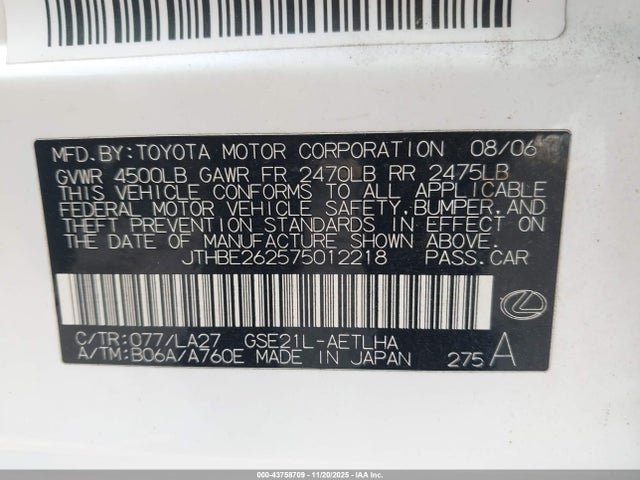 MFD. BY: TOYOTA MOTOR CORPORATION 08/06
GVWR 4500LB GAWR FR 2470LB RR 2475LB
THIS VEHICLE CONFORMS TO ALL APPLICABLE
FEDERAL MOTOR VEHICLE SAFETY, BUMPER, AND
THEFT PREVENTION STANDARDS IN EFFECT ON
THE DATE OF MANUFACTURE SHOWN ABOVE.
JTHBE262575012218 PASS. CAR
C/TR: 077/LA27 GSE21L-AETLHA
A/TM: B06A/A760E MADE IN JAPAN 275 A
000-43758709 - 11/20/2025 - IAAI.COM